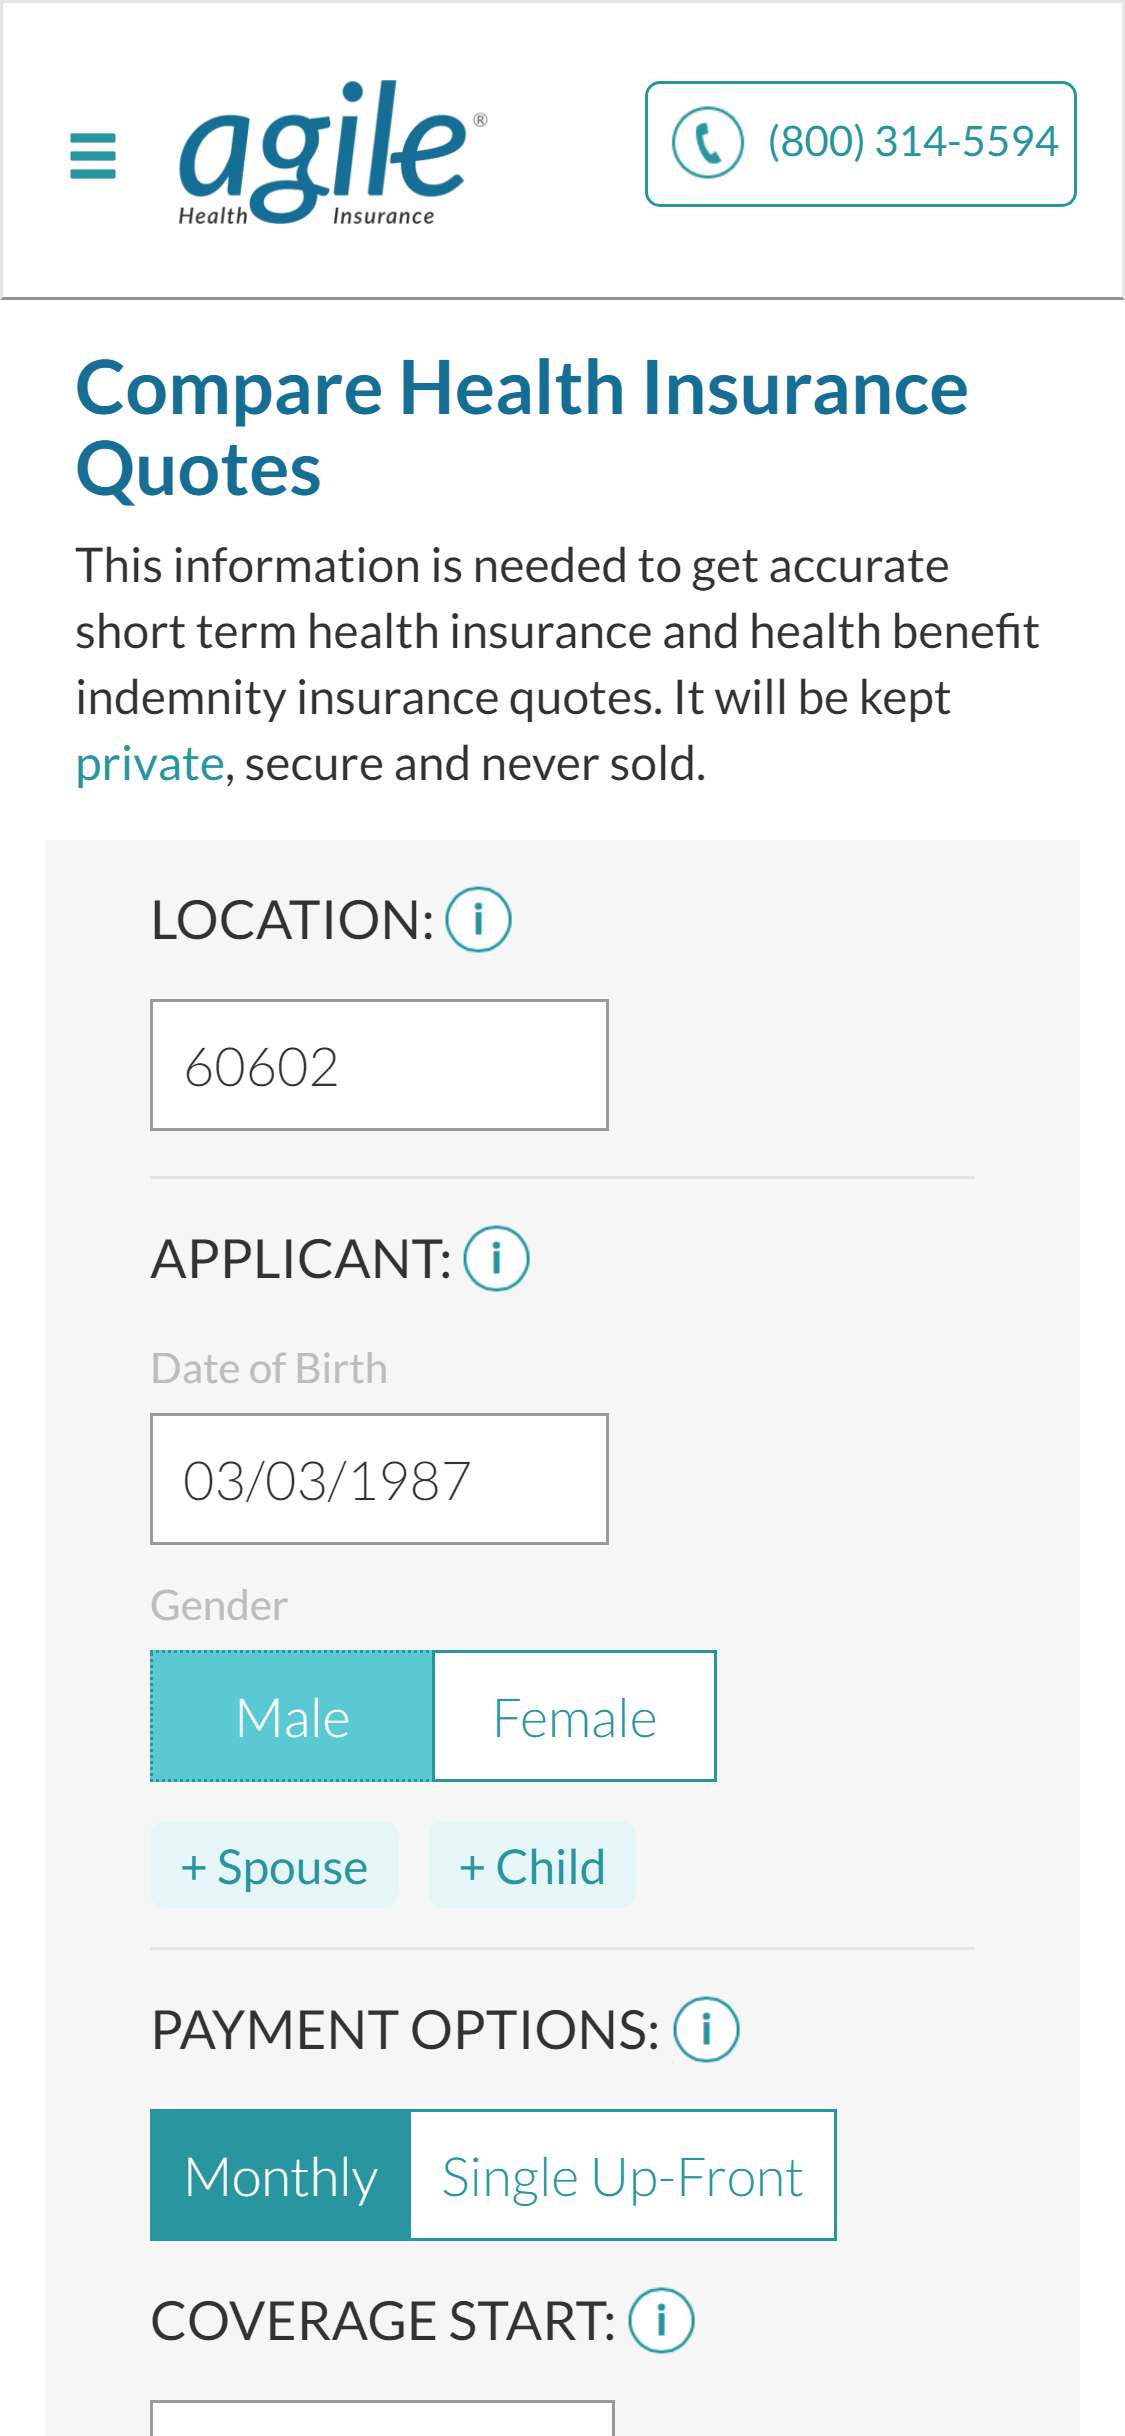 agile®
Health Insurance
(800) 314-5594
Compare Health Insurance
Quotes
This information is needed to get accurate
short term health insurance and health benefit
indemnity insurance quotes. It will be kept
private, secure and never sold.
LOCATION: i
60602
APPLICANT: i
Date of Birth
03/03/1987
Gender
Male Female
+ Spouse + Child
PAYMENT OPTIONS: i
Monthly Single Up-Front
COVERAGE START: i